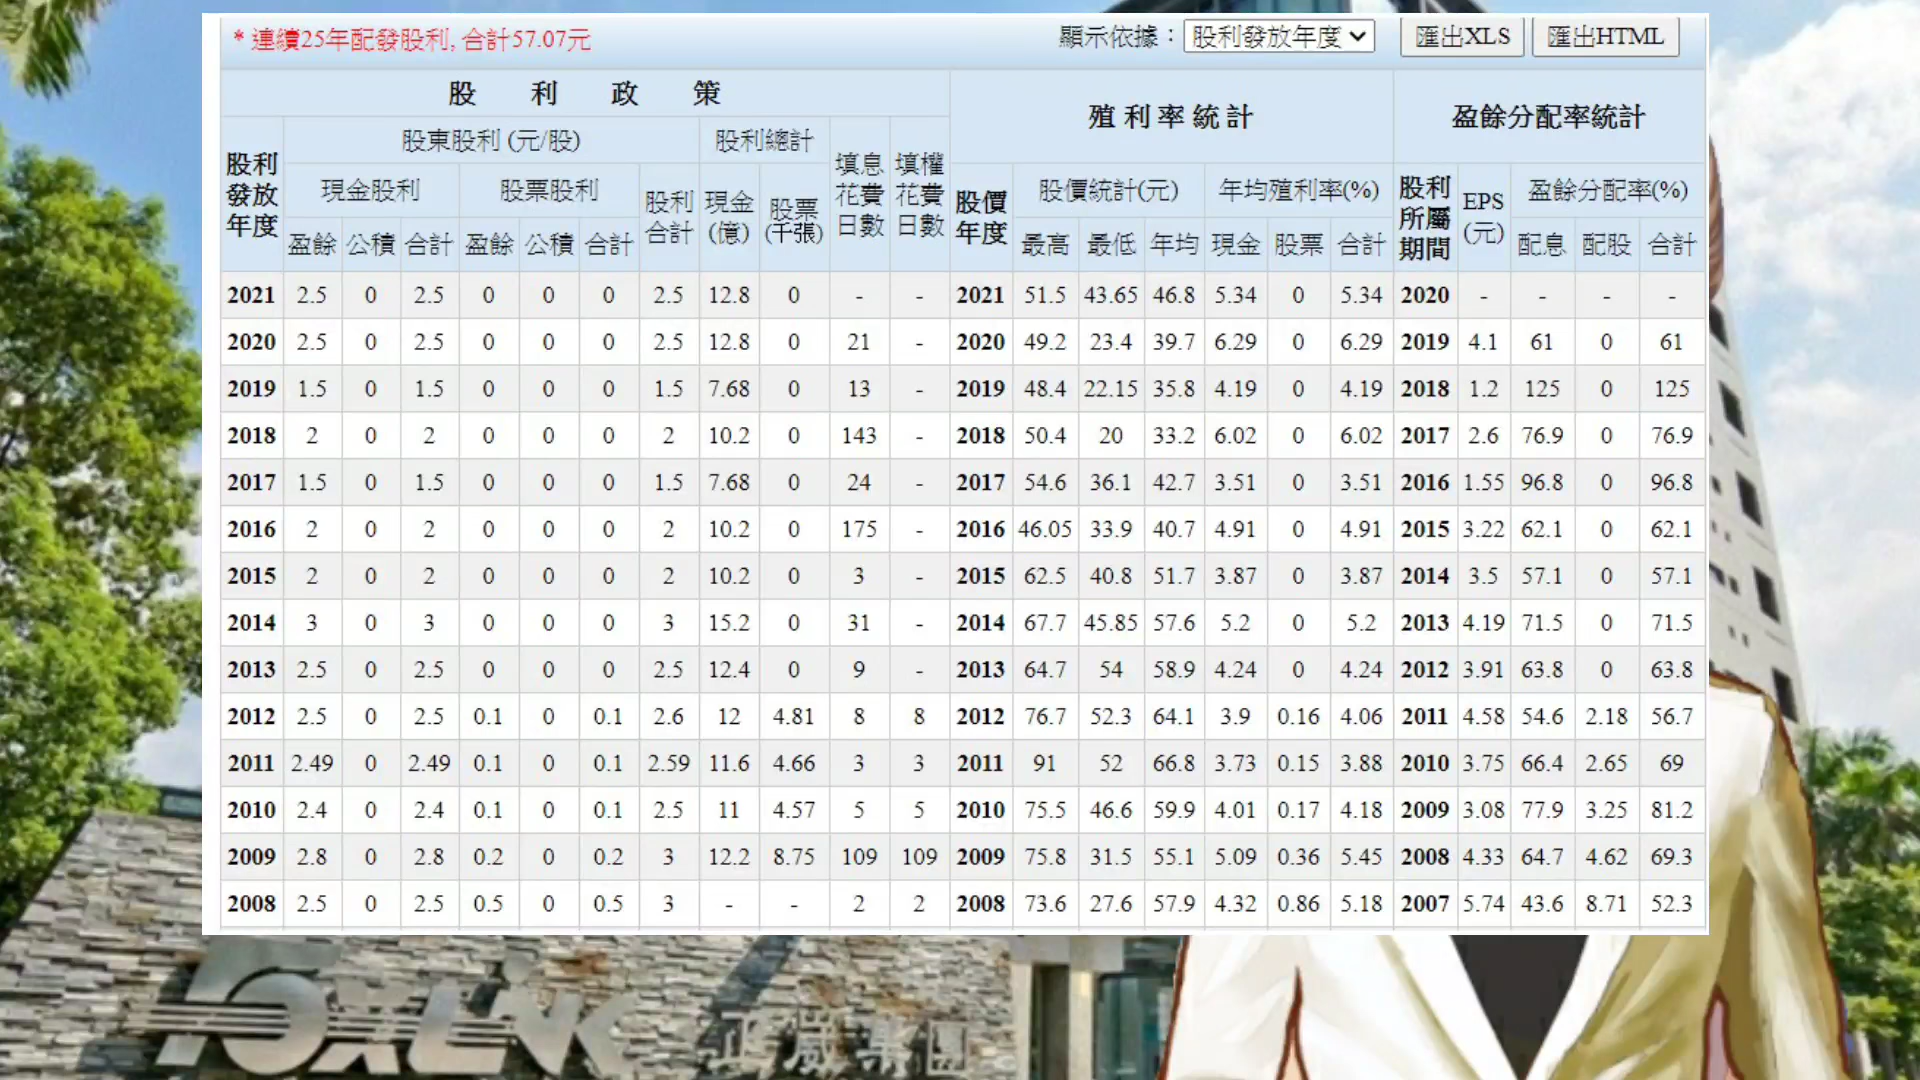 * 連續25年配發股利, 合計57.07元
顯示依據： 股利發放年度 匯出XLS 匯出HTML
股 利 政 策 殖利率統計 盈餘分配率統計
股利發放年度 股東股利 (元/股) 股利總計 填息花費日數 填權花費日數 股價年度 股價統計(元) 年均殖利率(%) 股利所屬期間 EPS(元) 盈餘分配率(%)
現金股利 股票股利 股利合計 現金(億) 股票(千張)
盈餘 公積 合計 盈餘 公積 合計 最高 最低 年均 現金 股票 合計 配息 配股 合計
2021 2.5 0 2.5 0 0 0 2.5 12.8 0 - - 2021 51.5 43.65 46.8 5.34 0 5.34 2020 - - - -
2020 2.5 0 2.5 0 0 0 2.5 12.8 0 21 - 2020 49.2 23.4 39.7 6.29 0 6.29 2019 4.1 61 0 61
2019 1.5 0 1.5 0 0 0 1.5 7.68 0 13 - 2019 48.4 22.15 35.8 4.19 0 4.19 2018 1.2 125 0 125
2018 2 0 2 0 0 0 2 10.2 0 143 - 2018 50.4 20 33.2 6.02 0 6.02 2017 2.6 76.9 0 76.9
2017 1.5 0 1.5 0 0 0 1.5 7.68 0 24 - 2017 54.6 36.1 42.7 3.51 0 3.51 2016 1.55 96.8 0 96.8
2016 2 0 2 0 0 0 2 10.2 0 175 - 2016 46.05 33.9 40.7 4.91 0 4.91 2015 3.22 62.1 0 62.1
2015 2 0 2 0 0 0 2 10.2 0 3 - 2015 62.5 40.8 51.7 3.87 0 3.87 2014 3.5 57.1 0 57.1
2014 3 0 3 0 0 0 3 15.2 0 31 - 2014 67.7 45.85 57.6 5.2 0 5.2 2013 4.19 71.5 0 71.5
2013 2.5 0 2.5 0 0 0 2.5 12.4 0 9 - 2013 64.7 54 58.9 4.24 0 4.24 2012 3.91 63.8 0 63.8
2012 2.5 0 2.5 0.1 0 0.1 2.6 12 4.81 8 8 2012 76.7 52.3 64.1 3.9 0.16 4.06 2011 4.58 54.6 2.18 56.7
2011 2.49 0 2.49 0.1 0 0.1 2.59 11.6 4.66 3 3 2011 91 52 66.8 3.73 0.15 3.88 2010 3.75 66.4 2.65 69
2010 2.4 0 2.4 0.1 0 0.1 2.5 11 4.57 5 5 2010 75.5 46.6 59.9 4.01 0.17 4.18 2009 3.08 77.9 3.25 81.2
2009 2.8 0 2.8 0.2 0 0.2 3 12.2 8.75 109 109 2009 75.8 31.5 55.1 5.09 0.36 5.45 2008 4.33 64.7 4.62 69.3
2008 2.5 0 2.5 0.5 0 0.5 3 - - 2 2 2008 73.6 27.6 57.9 4.32 0.86 5.18 2007 5.74 43.6 8.71 52.3
FOXLINK 正崴集團